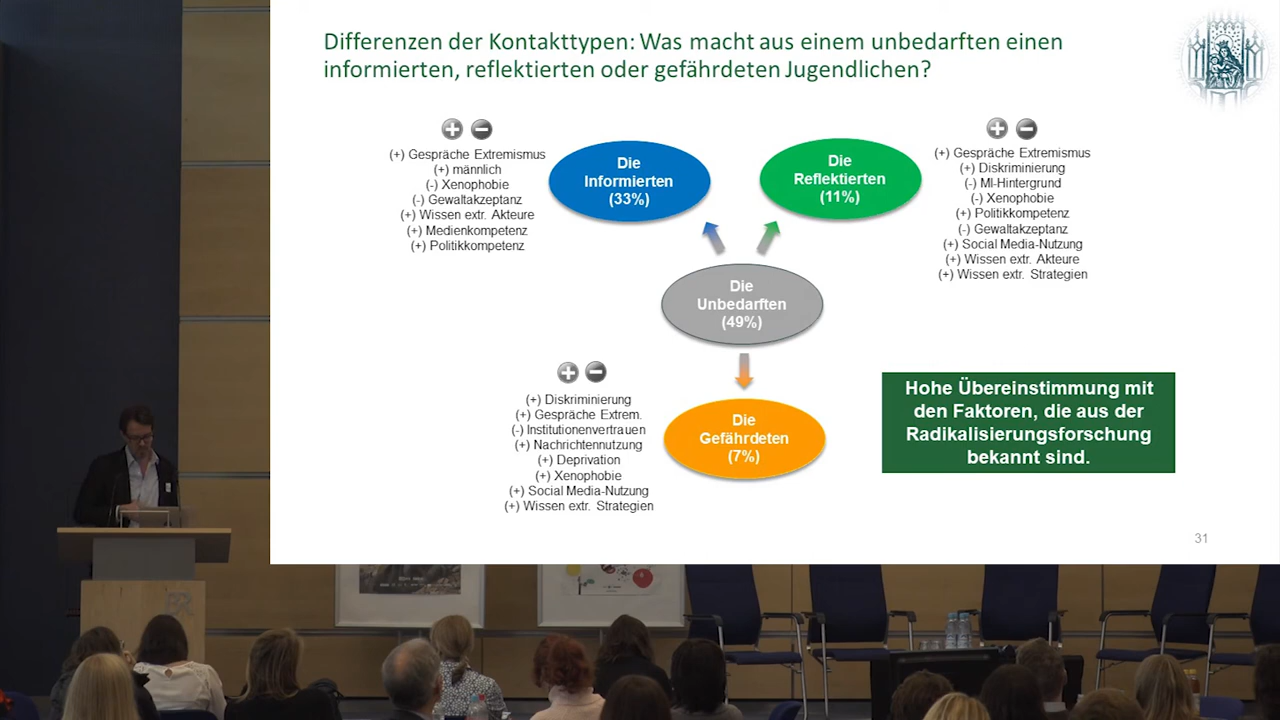 Differenzen der Kontakttypen: Was macht aus einem unbedarften einen
informierten, reflektierten oder gefährdeten Jugendlichen?
(+) Gespräche Extremismus
(+) männlich
(-) Xenophobie
(-) Gewaltakzeptanz
(+) Wissen extr. Akteure
(+) Medienkompetenz
(+) Politikkompetenz
Die
Informierten
(33%)
Die
Reflektierten
(11%)
(+) Gespräche Extremismus
(+) Diskriminierung
(-) MI-Hintergrund
(-) Xenophobie
(+) Politikkompetenz
(-) Gewaltakzeptanz
(+) Social Media-Nutzung
(+) Wissen extr. Akteure
(+) Wissen extr. Strategien
Die
Unbedarften
(49%)
(+) Diskriminierung
(+) Gespräche Extrem.
(-) Institutionenvertrauen
(+) Nachrichtennutzung
(+) Deprivation
(+) Xenophobie
(+) Social Media-Nutzung
(+) Wissen extr. Strategien
Die
Gefährdeten
(7%)
Hohe Übereinstimmung mit
den Faktoren, die aus der
Radikalisierungsforschung
bekannt sind.
31